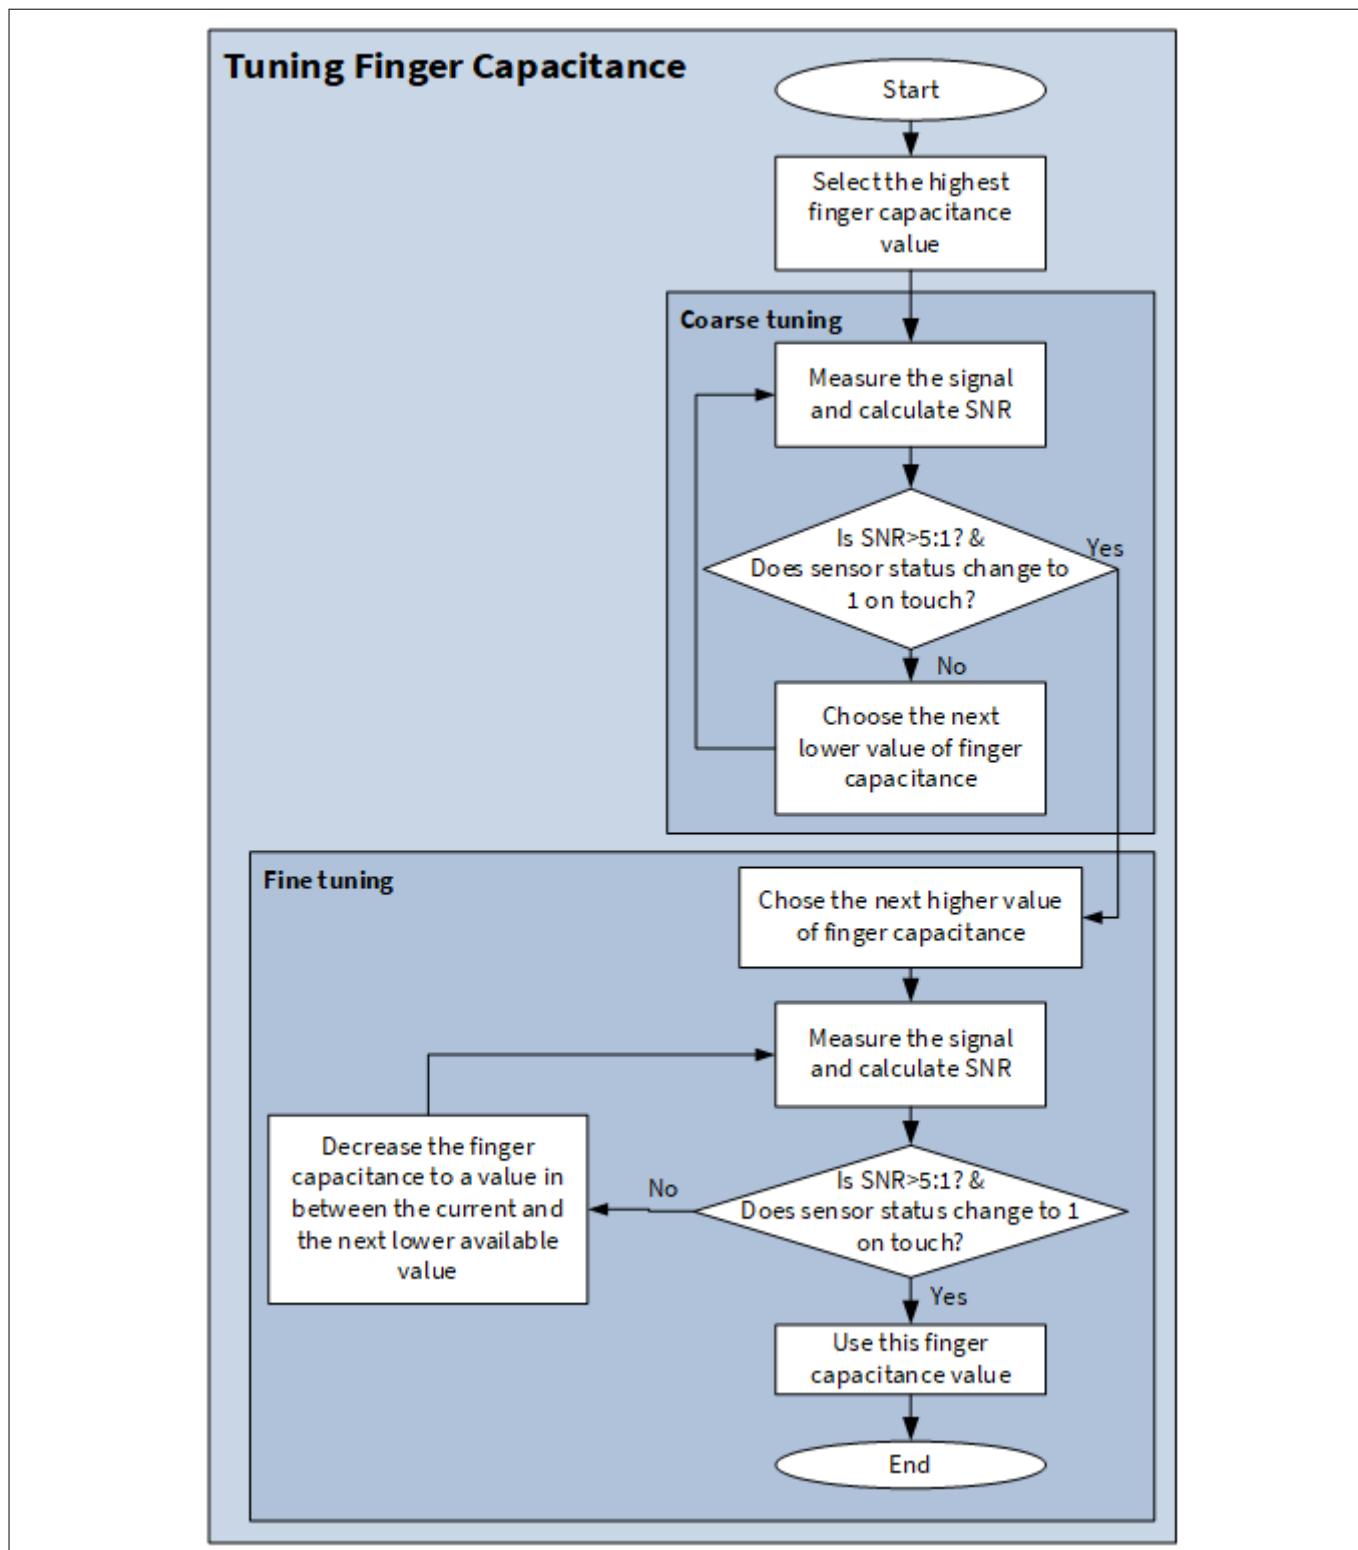 Tuning Finger Capacitance
Start
Select the highest
finger capacitance
value
Coarse tuning
Measure the signal
and calculate SNR
Is SNR>5:1? &
Does sensor status change to
1 on touch?
Yes
No
Choose the next
lower value of finger
capacitance
Fine tuning
Chose the next higher value
of finger capacitance
Measure the signal
and calculate SNR
Decrease the finger
capacitance to a value in
between the current and
the next lower available
value
No
Is SNR>5:1? &
Does sensor status change to 1
on touch?
Yes
Use this finger
capacitance value
End